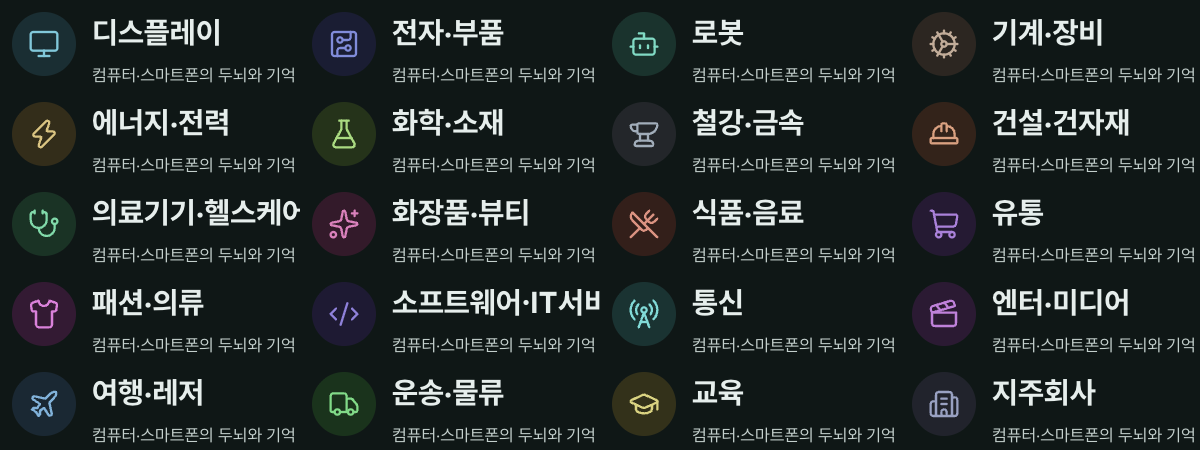 디스플레이 전자·부품 로봇 기계·장비
컴퓨터·스마트폰의 두뇌와 기억 컴퓨터·스마트폰의 두뇌와 기억 컴퓨터·스마트폰의 두뇌와 기억 컴퓨터·스마트폰의 두뇌와 기억
에너지·전력 화학·소재 철강·금속 건설·건자재
컴퓨터·스마트폰의 두뇌와 기억 컴퓨터·스마트폰의 두뇌와 기억 컴퓨터·스마트폰의 두뇌와 기억 컴퓨터·스마트폰의 두뇌와 기억
의료기기·헬스케어 화장품·뷰티 식품·음료 유통
컴퓨터·스마트폰의 두뇌와 기억 컴퓨터·스마트폰의 두뇌와 기억 컴퓨터·스마트폰의 두뇌와 기억 컴퓨터·스마트폰의 두뇌와 기억
패션·의류 소프트웨어·IT서비 통신 엔터·미디어
컴퓨터·스마트폰의 두뇌와 기억 컴퓨터·스마트폰의 두뇌와 기억 컴퓨터·스마트폰의 두뇌와 기억 컴퓨터·스마트폰의 두뇌와 기억
여행·레저 운송·물류 교육 지주회사
컴퓨터·스마트폰의 두뇌와 기억 컴퓨터·스마트폰의 두뇌와 기억 컴퓨터·스마트폰의 두뇌와 기억 컴퓨터·스마트폰의 두뇌와 기억